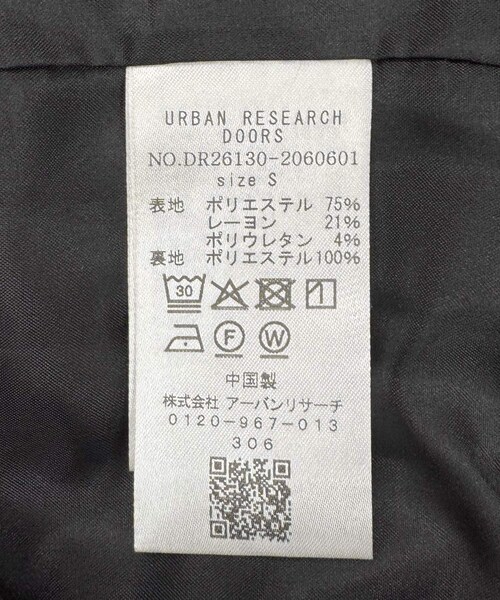 URBAN RESEARCH
DOORS
NO.DR26130-2060601
size S
表地 ポリエステル 75%
レーヨン 21%
ポリウレタン 4%
裏地 ポリエステル100%
30
F W
中国製
株式会社 アーバンリサーチ
0120-967-013
306